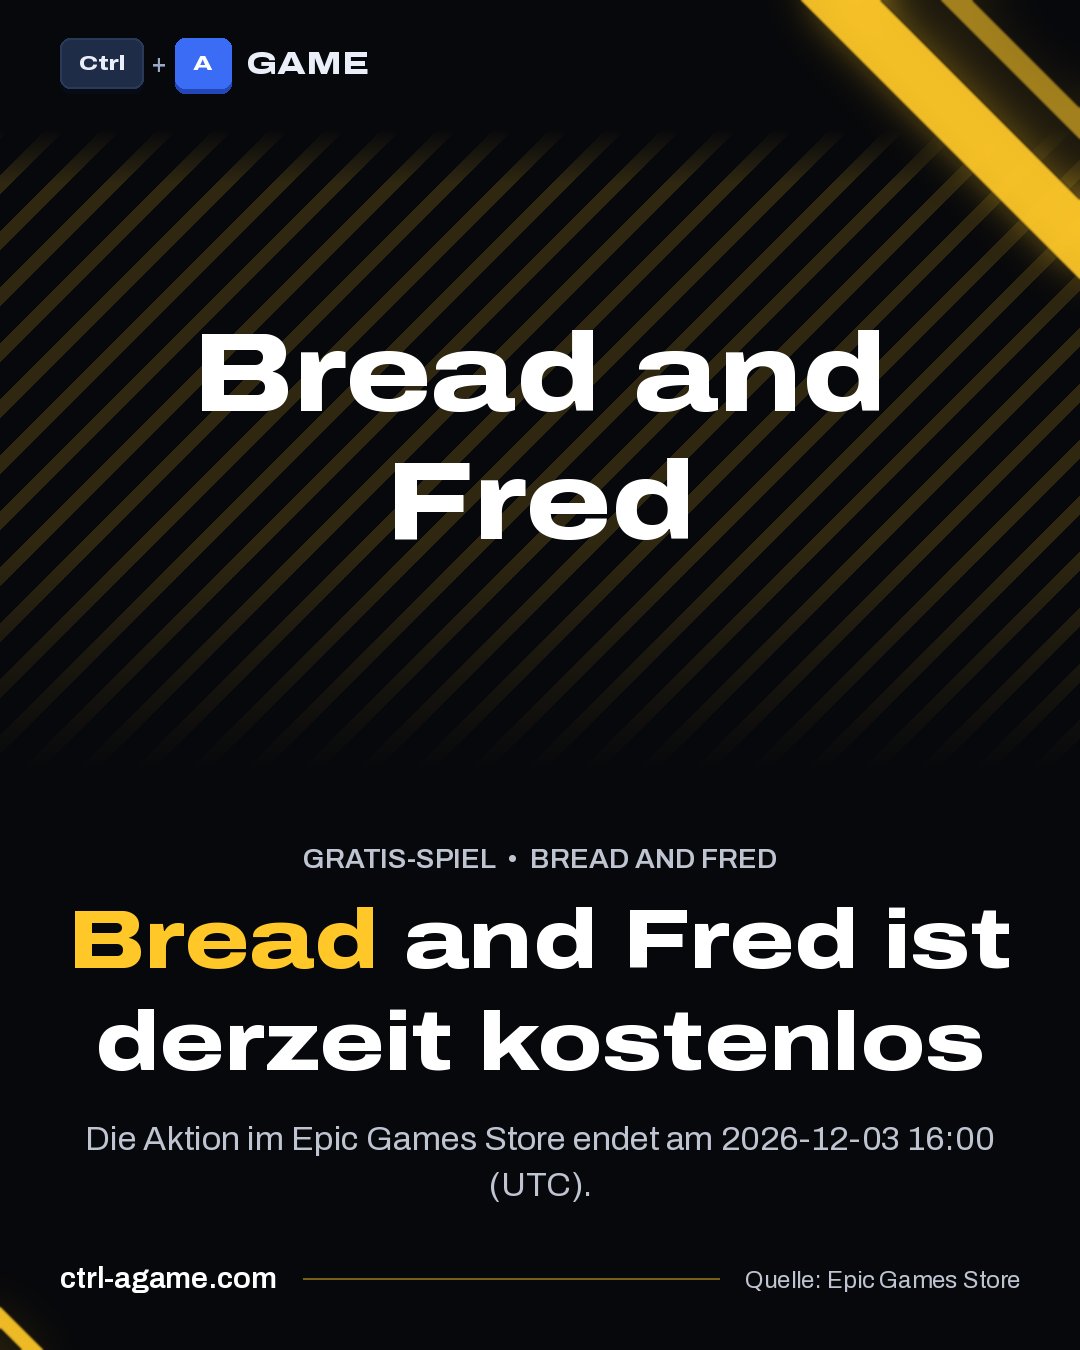 Ctrl + A GAME
Bread and
Fred
GRATIS-SPIEL • BREAD AND FRED
Bread and Fred ist
derzeit kostenlos
Die Aktion im Epic Games Store endet am 2026-12-03 16:00
(UTC).
ctrl-agame.com
Quelle: Epic Games Store